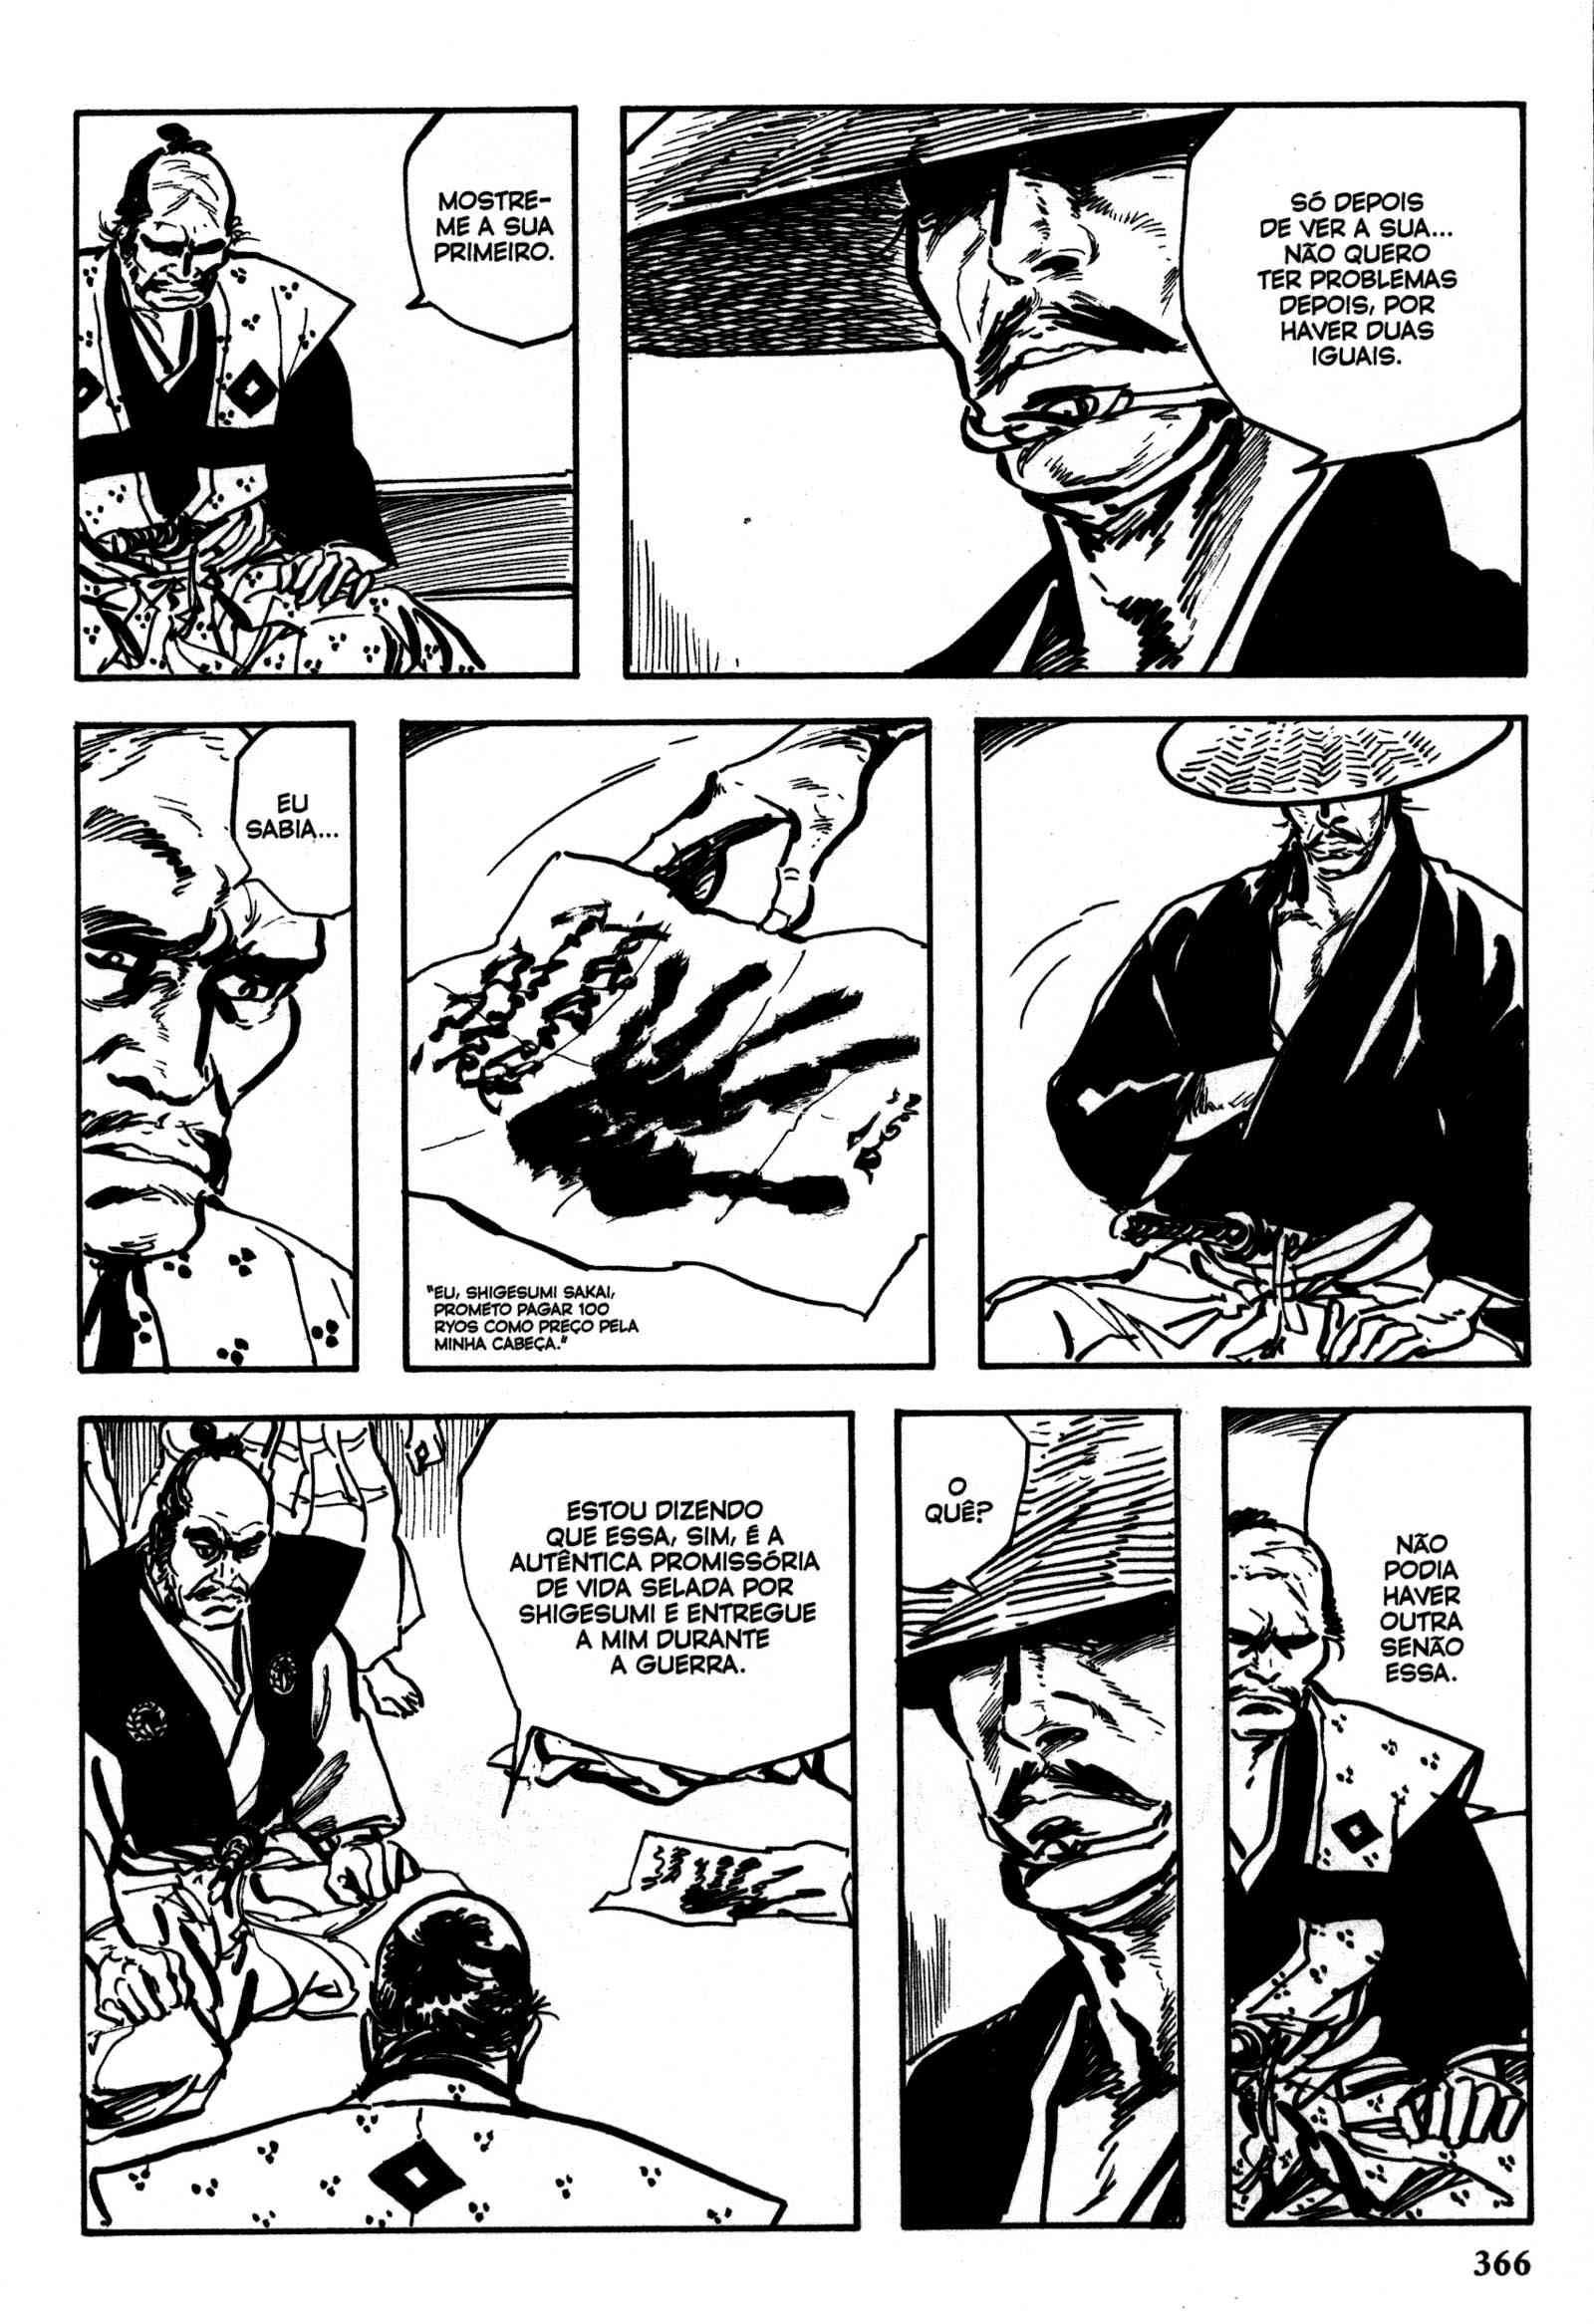 SÓ DEPOIS
DE VER A SUA...
NÃO QUERO
TER PROBLEMAS
DEPOIS, POR
HAVER DUAS
IGUAIS.
MOSTRE-
ME A SUA
PRIMEIRO.
"EU, SHIGESUMI SAKAI,
PROMETO PAGAR 100
RYOS COMO PREÇO PELA
MINHA CABEÇA."
EU
SABIA...
NÃO
PODIA
HAVER
OUTRA
SENÃO
ESSA.
O
QUÊ?
ESTOU DIZENDO
QUE ESSA, SIM, É A
AUTÊNTICA PROMISSÓRIA
DE VIDA SELADA POR
SHIGESUMI E ENTREGUE
A MIM DURANTE
A GUERRA.
366